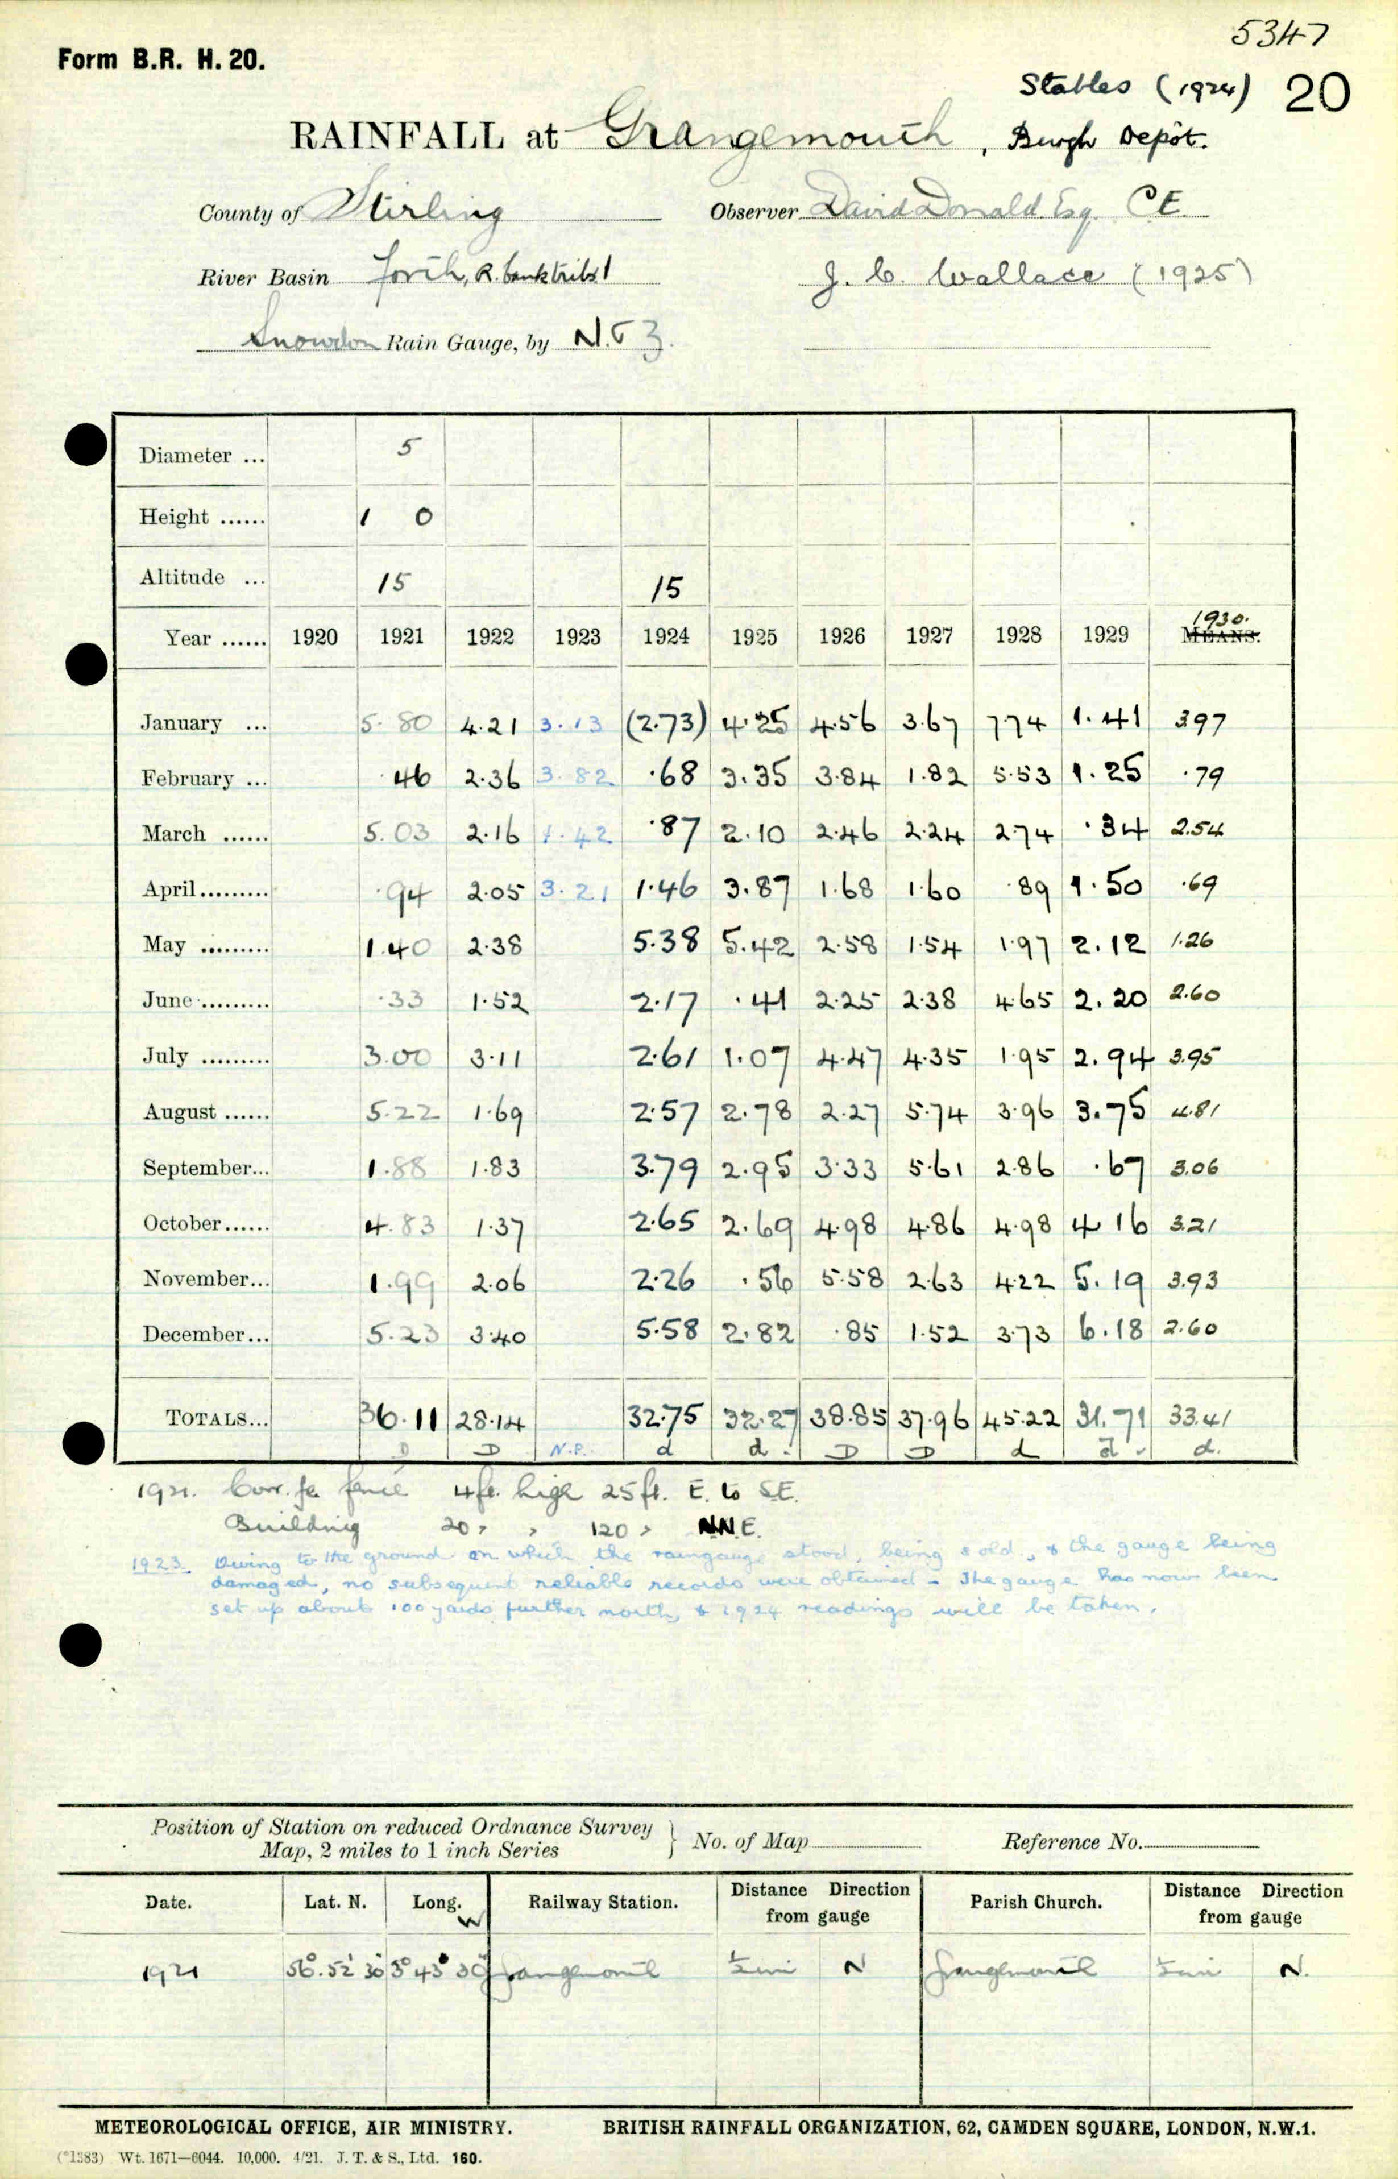 5347
Form B.R. H. 20.
Stables (1924) 20
RAINFALL at Grangemouth, Burgh Depôt.
County of Stirling Observer David Donald Esq. CE
River Basin Forth, R. bank tribs 1 J. C. Wallace (1925)
Snowdon Rain Gauge, by N. & Z.
Diameter ... 5
Height ...... 1 0
Altitude ... 15 15
Year ...... 1920 1921 1922 1923 1924 1925 1926 1927 1928 1929 MEANS. 1930.
January ... 5.80 4.21 3.13 (2.73) 4.25 4.56 3.67 7.74 1.41 3.97
February ... .46 2.36 3.82 .68 3.35 3.84 1.82 5.53 1.25 .79
March ...... 5.03 2.16 1.42 .87 2.10 2.46 2.24 2.74 .34 2.54
April......... .94 2.05 3.21 1.46 3.87 1.68 1.60 .89 1.50 .69
May ......... 1.40 2.38 5.38 5.42 2.58 1.54 1.97 2.12 1.26
June ......... .33 1.52 2.17 .41 2.25 2.38 4.65 2.20 2.60
July ......... 3.00 3.11 2.61 1.07 4.47 4.35 1.95 2.94 3.95
August ...... 5.22 1.69 2.57 2.78 2.27 5.74 3.96 3.75 4.81
September... 1.88 1.83 3.79 2.95 3.33 5.61 2.86 .67 3.06
October...... 4.83 1.37 2.65 2.69 4.98 4.86 4.98 4 16 3.21
November... 1.99 2.06 2.26 .56 5.58 2.63 4.22 5.19 3.93
December... 5.23 3.40 5.58 2.82 .85 1.52 3.73 6.18 2.60
TOTALS... 36.11 28.14 32.75 32.27 38.85 37.96 45.22 31.71 33.41
D D N.P. d d. D D d d. d.
1921. Corr. fe fence 4ft. high 25ft. E. to S.E.
Building 20 " " 120 " NNE.
1923. Owing to the ground on which the raingauge stood, being sold, & the gauge being
damaged, no subsequent reliable records were obtained - The gauge has now been
set up about 100 yards further north, & 1924 readings will be taken.
Position of Station on reduced Ordnance Survey
Map, 2 miles to 1 inch Series
No. of Map Reference No.
Date. Lat. N. Long. W Railway Station. Distance Direction from gauge Parish Church. Distance Direction from gauge
1921 56° 52' 30" 3° 43' 30" Grangemouth ½ mi N Grangemouth ½ mi N.
METEOROLOGICAL OFFICE, AIR MINISTRY. BRITISH RAINFALL ORGANIZATION, 62, CAMDEN SQUARE, LONDON, N.W.1.
(*1383) Wt. 1671—6044. 10,000. 4/21. J. T. & S., Ltd. 160.